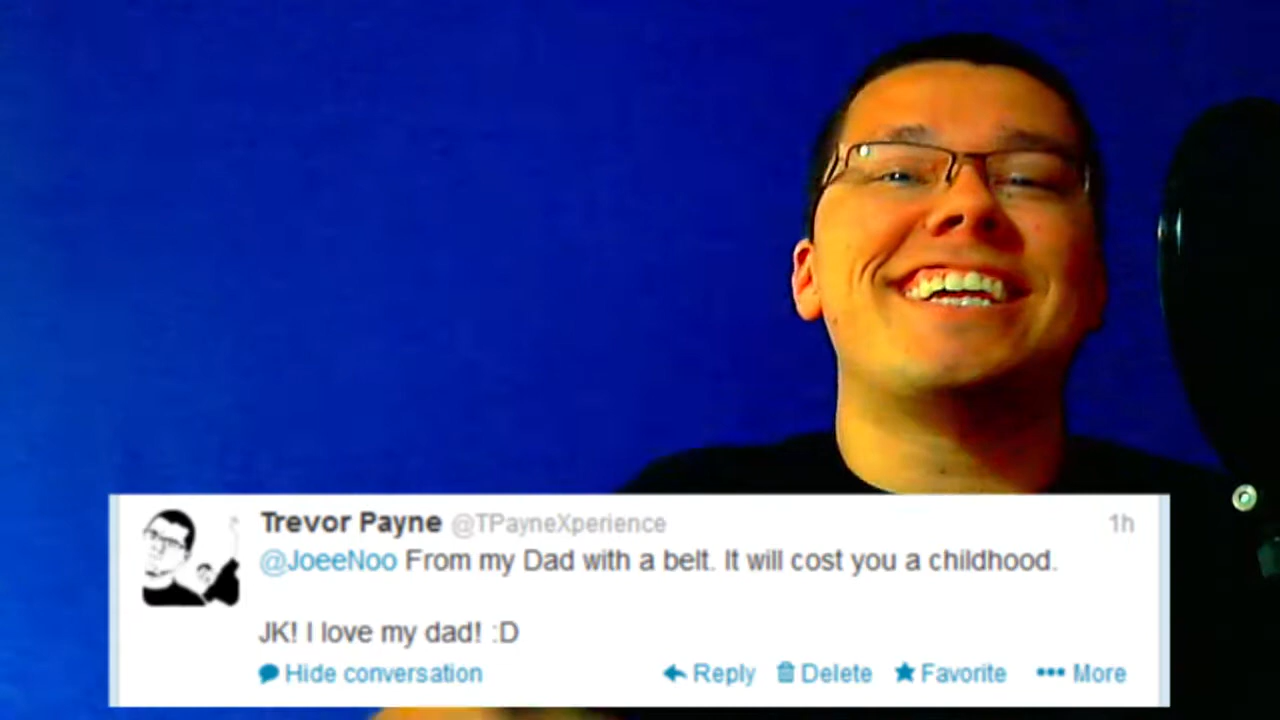 Trevor Payne @TPayneXperience 1h
@JoeeNoo From my Dad with a belt. It will cost you a childhood.
JK! I love my dad! :D
Hide conversation Reply Delete Favorite More